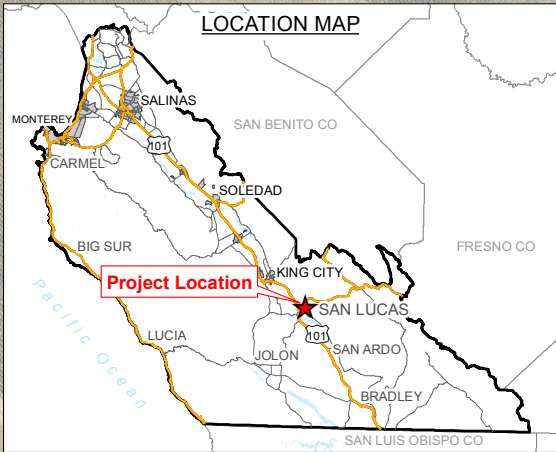 LOCATION MAP
SALINAS
MONTEREY
SAN BENITO CO
101
CARMEL
SOLEDAD
BIG SUR
FRESNO CO
KING CITY
Project Location
Pacific Ocean
SAN LUCAS
LUCIA
101
SAN ARDO
JOLON
BRADLEY
SAN LUIS OBISPO CO